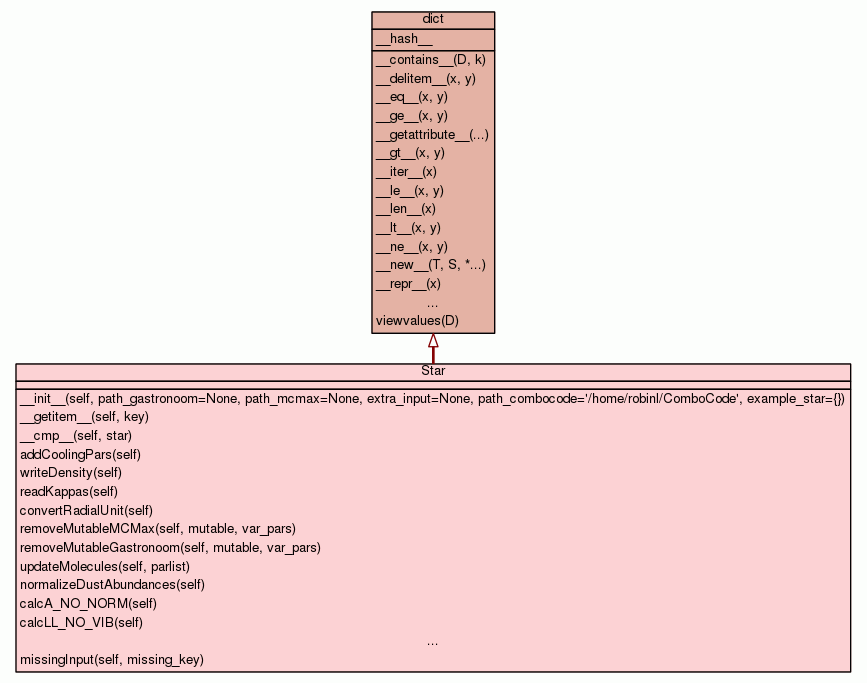 dict
__hash__
__contains__(D, k)
__delitem__(x, y)
__eq__(x, y)
__ge__(x, y)
__getattribute__(...)
__gt__(x, y)
__iter__(x)
__le__(x, y)
__len__(x)
__lt__(x, y)
__ne__(x, y)
__new__(T, S, *...)
__repr__(x)
...
viewvalues(D)
Star
__init__(self, path_gastronoom=None, path_mcmax=None, extra_input=None, path_combocode='/home/robinl/ComboCode', example_star={})
__getitem__(self, key)
__cmp__(self, star)
addCoolingPars(self)
writeDensity(self)
readKappas(self)
convertRadialUnit(self)
removeMutableMCMax(self, mutable, var_pars)
removeMutableGastronoom(self, mutable, var_pars)
updateMolecules(self, parlist)
normalizeDustAbundances(self)
calcA_NO_NORM(self)
calcLL_NO_VIB(self)
...
missingInput(self, missing_key)